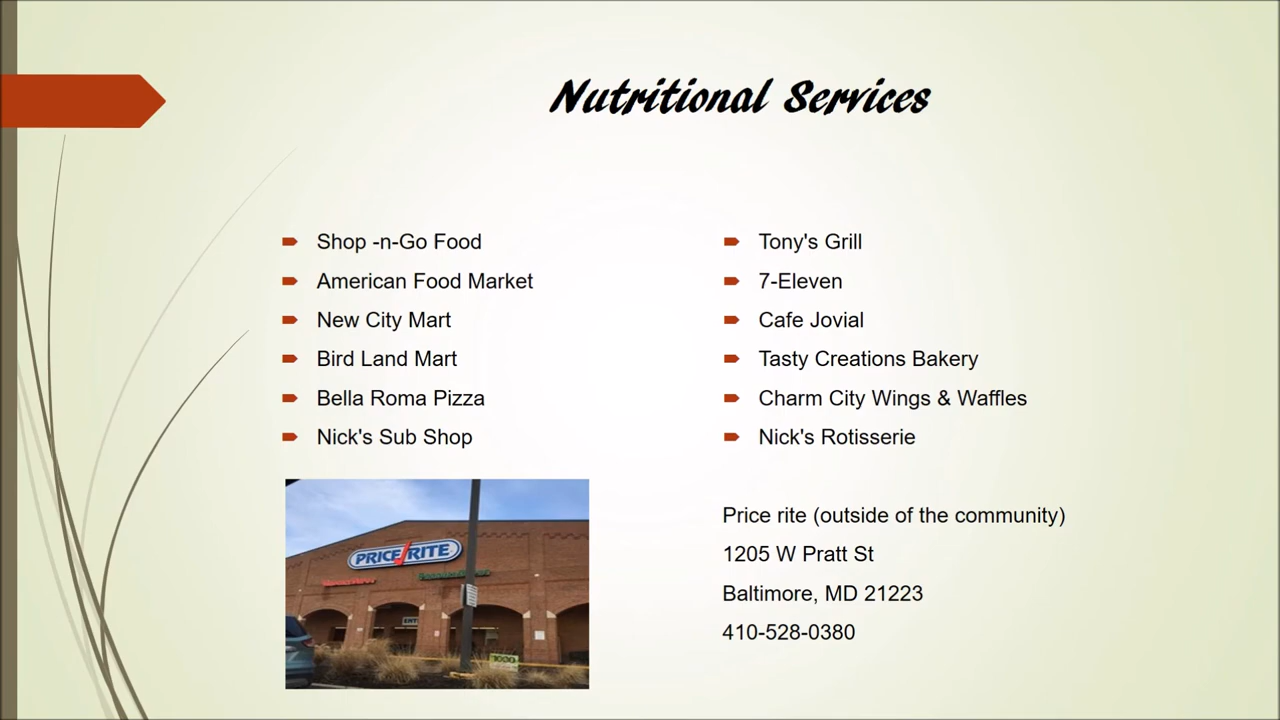 Nutritional Services
Shop -n-Go Food
American Food Market
New City Mart
Bird Land Mart
Bella Roma Pizza
Nick's Sub Shop
Tony's Grill
7-Eleven
Cafe Jovial
Tasty Creations Bakery
Charm City Wings & Waffles
Nick's Rotisserie
PRICE RITE
Price rite (outside of the community)
1205 W Pratt St
Baltimore, MD 21223
410-528-0380